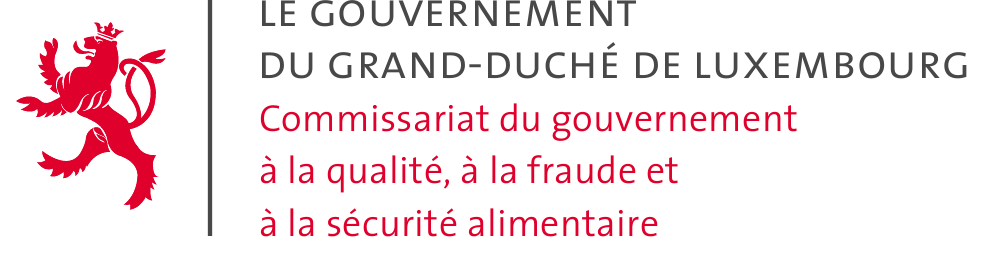 LE GOUVERNEMENT
DU GRAND-DUCHÉ DE LUXEMBOURG
Commissariat du gouvernement
à la qualité, à la fraude et
à la sécurité alimentaire